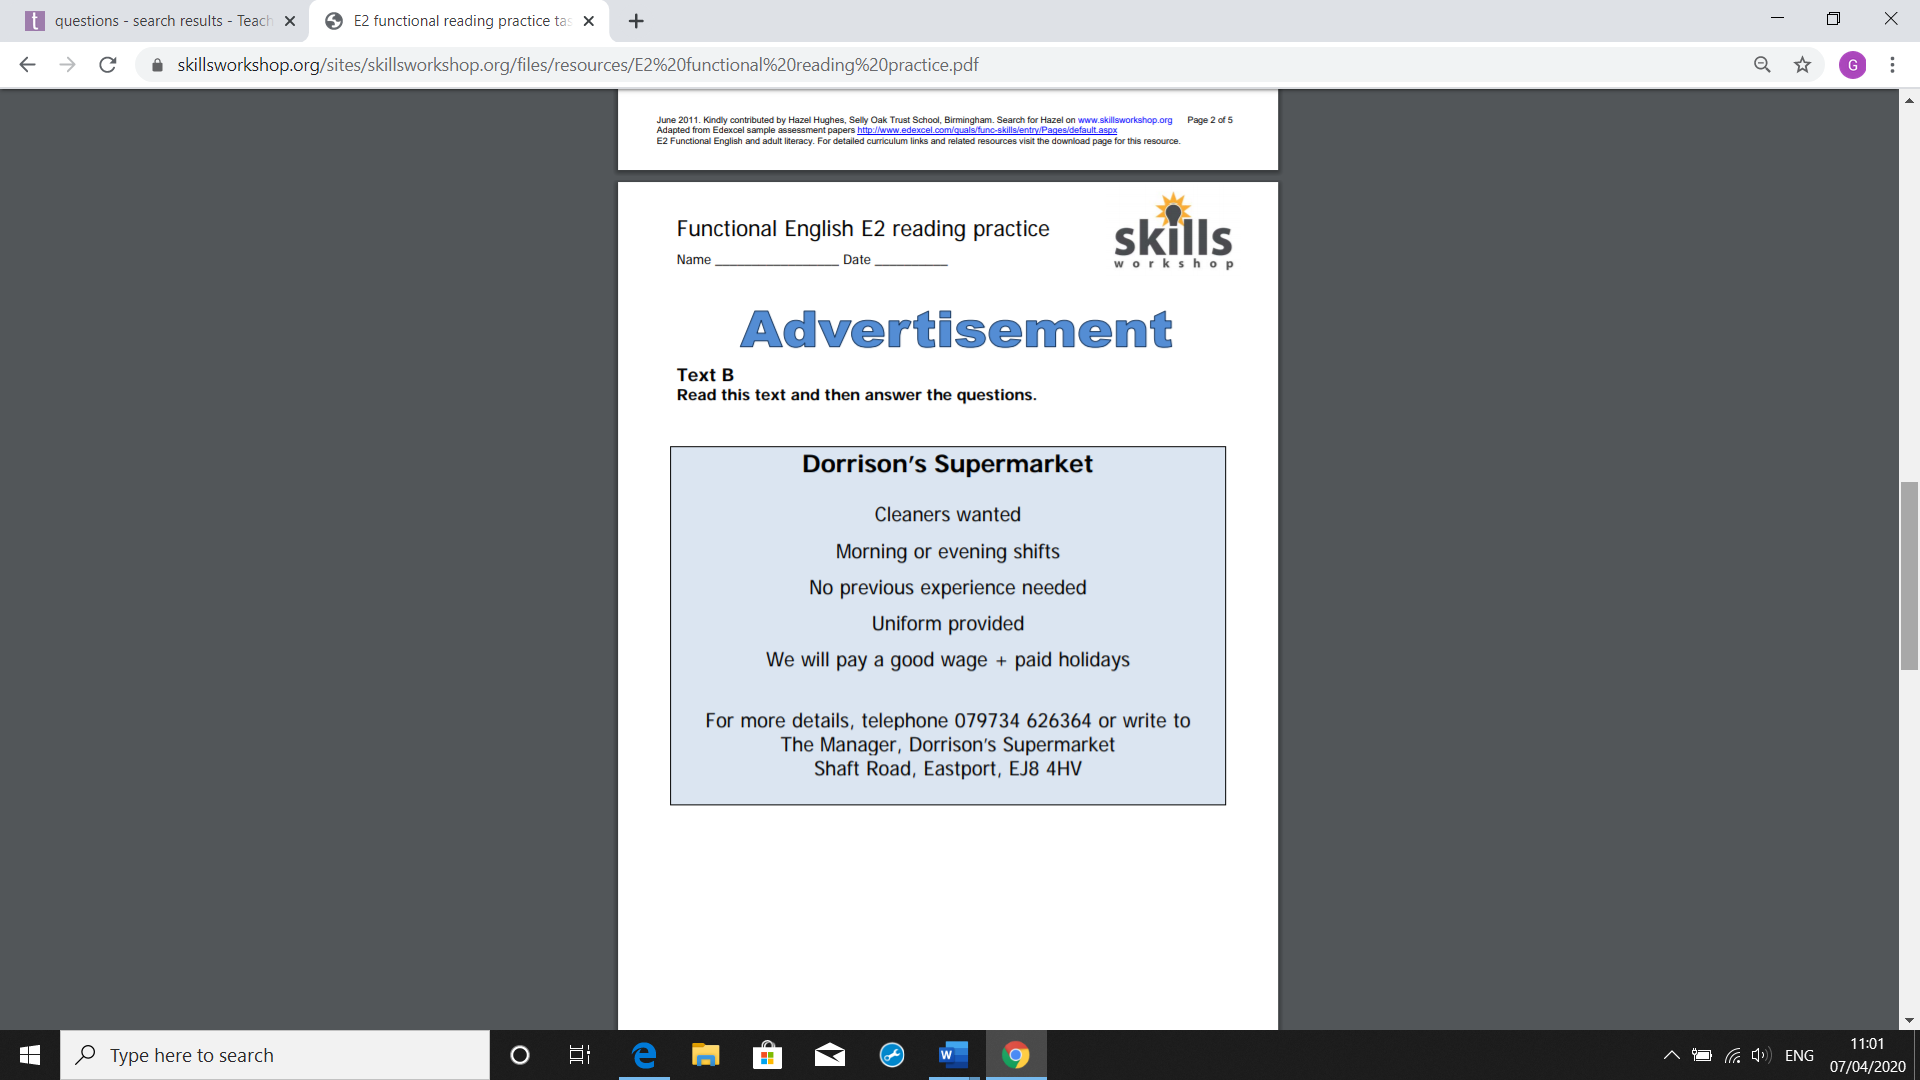 questions - search results - Teach
E2 functional reading practice tas
skillsworkshop.org/sites/skillsworkshop.org/files/resources/E2%20functional%20reading%20practice.pdf
G
June 2011. Kindly contributed by Hazel Hughes, Selly Oak Trust School, Birmingham. Search for Hazel on www.skillsworkshop.org Page 2 of 5
Adapted from Edexcel sample assessment papers http://www.edexcel.com/quals/func-skills/entry/Pages/default.aspx
E2 Functional English and adult literacy. For detailed curriculum links and related resources visit the download page for this resource.
Functional English E2 reading practice
Name _________________ Date __________
skills
workshop
Advertisement
Text B
Read this text and then answer the questions.
Dorrison's Supermarket
Cleaners wanted
Morning or evening shifts
No previous experience needed
Uniform provided
We will pay a good wage + paid holidays
For more details, telephone 079734 626364 or write to
The Manager, Dorrison's Supermarket
Shaft Road, Eastport, EJ8 4HV
Type here to search
ENG
11:01
07/04/2020